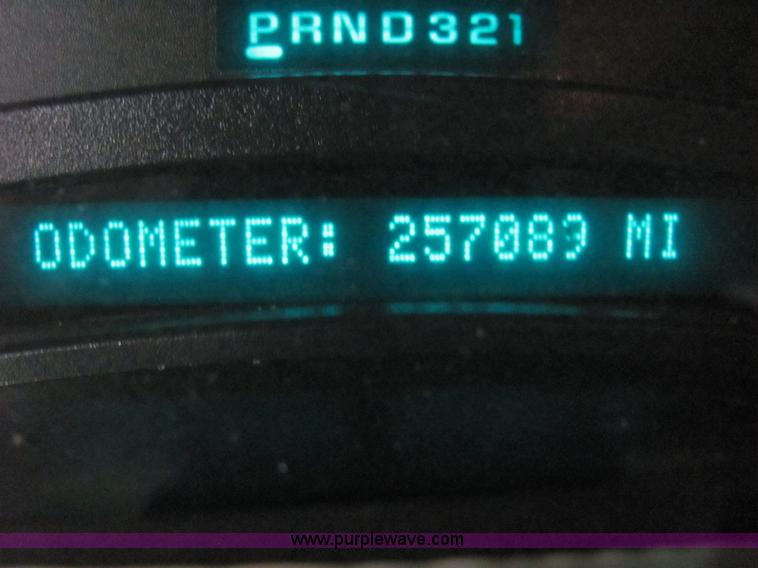 PRND321
ODOMETER: 257089 MI
www.purplewave.com